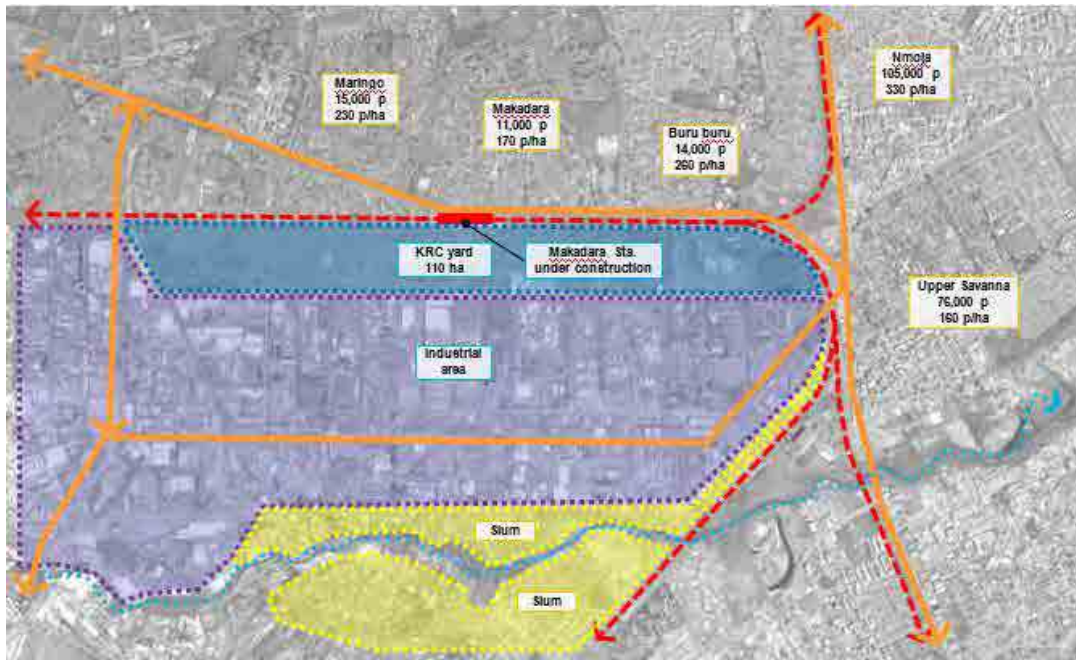 Maringo
15,000 p
230 p/ha
Makadara
11,000 p
170 p/ha
Buru buru
14,000 p
260 p/ha
Nmoja
105,000 p
330 p/ha
KRC yard
110 ha
Makadara Sta.
under construction
Upper Savanna
76,000 p
160 p/ha
Industrial
area
Slum
Slum